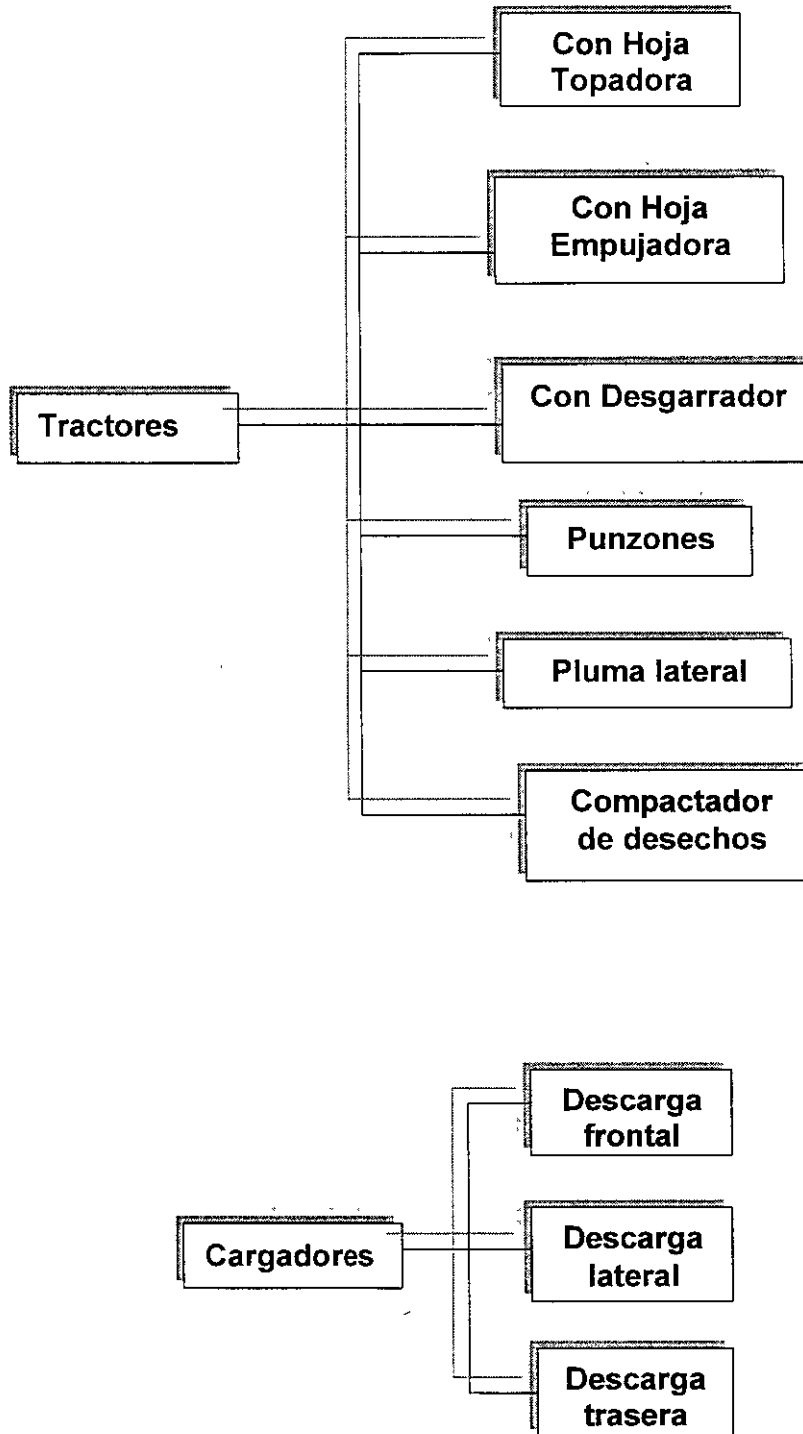 Con Hoja
Topadora
Con Hoja
Empujadora
Tractores
Con Desgarrador
Punzones
Pluma lateral
Compactador
de desechos
Descarga
frontal
Cargadores
Descarga
lateral
Descarga
trasera